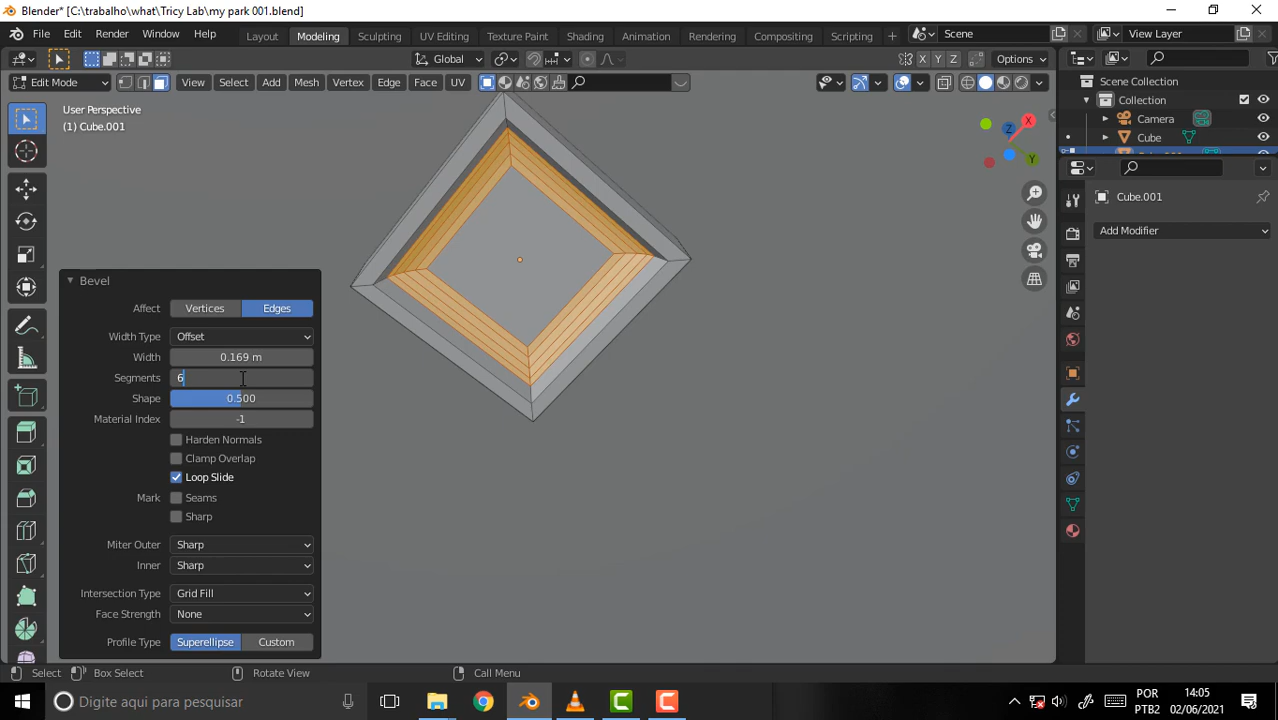 Blender* [C:\trabalho\what\Tricy Lab\my park 001.blend]
File Edit Render Window Help Layout Modeling Sculpting UV Editing Texture Paint Shading Animation Rendering Compositing Scripting + Scene View Layer
Global X Y Z Options
Edit Mode View Select Add Mesh Vertex Edge Face UV
User Perspective
(1) Cube.001
X
Z
Y
Scene Collection
Collection
Camera
Cube
Cube.001
Add Modifier
Bevel
Affect Vertices Edges
Width Type Offset
Width 0.169 m
Segments 6
Shape 0.500
Material Index -1
Harden Normals
Clamp Overlap
Loop Slide
Mark Seams
Sharp
Miter Outer Sharp
Inner Sharp
Intersection Type Grid Fill
Face Strength None
Profile Type Superellipse Custom
Select Box Select Rotate View Call Menu
Digite aqui para pesquisar
POR
PTB2
14:05
02/06/2021